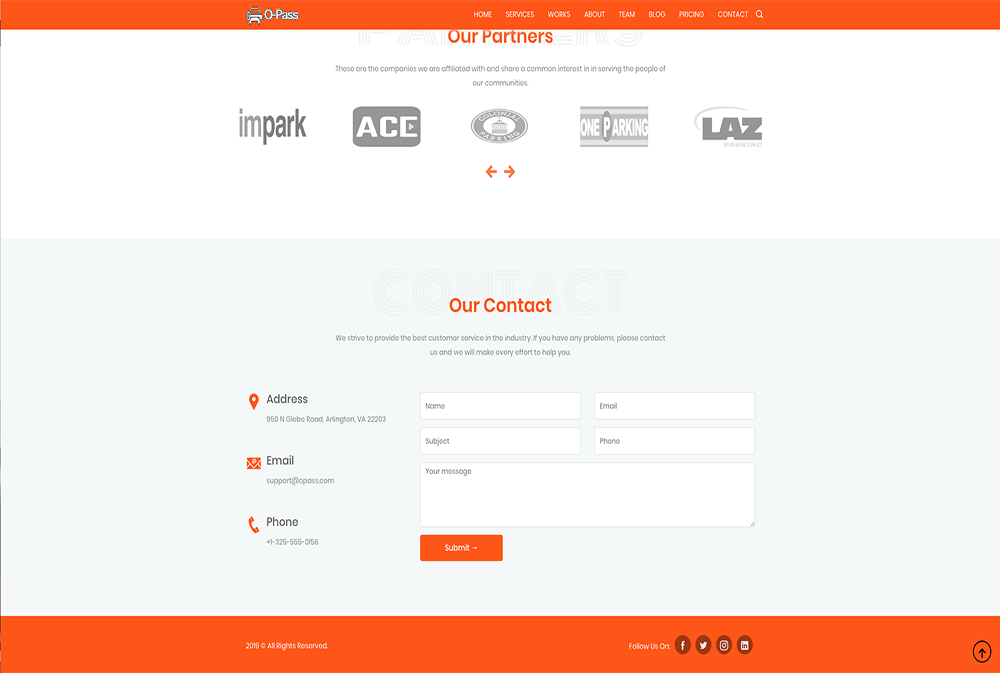 O-Pass
HOME SERVICES WORKS ABOUT TEAM BLOG PRICING CONTACT
PARTNERS
Our Partners
These are the companies we are affiliated with and share a common interest in in serving the people of
our communities.
impark
ACE
COLONIAL
PARKING
ONE PARKING
LAZ
PARKING
CONTACT
Our Contact
We strive to provide the best customer service in the industry. If you have any problems, please contact
us and we will make every effort to help you.
Address
950 N Glebe Road, Arlington, VA 22203
Email
support@opass.com
Phone
+1-325-555-0156
Name
Email
Subject
Phone
Your message
Submit →
2019 © All Rights Reserved.
Follow Us On: